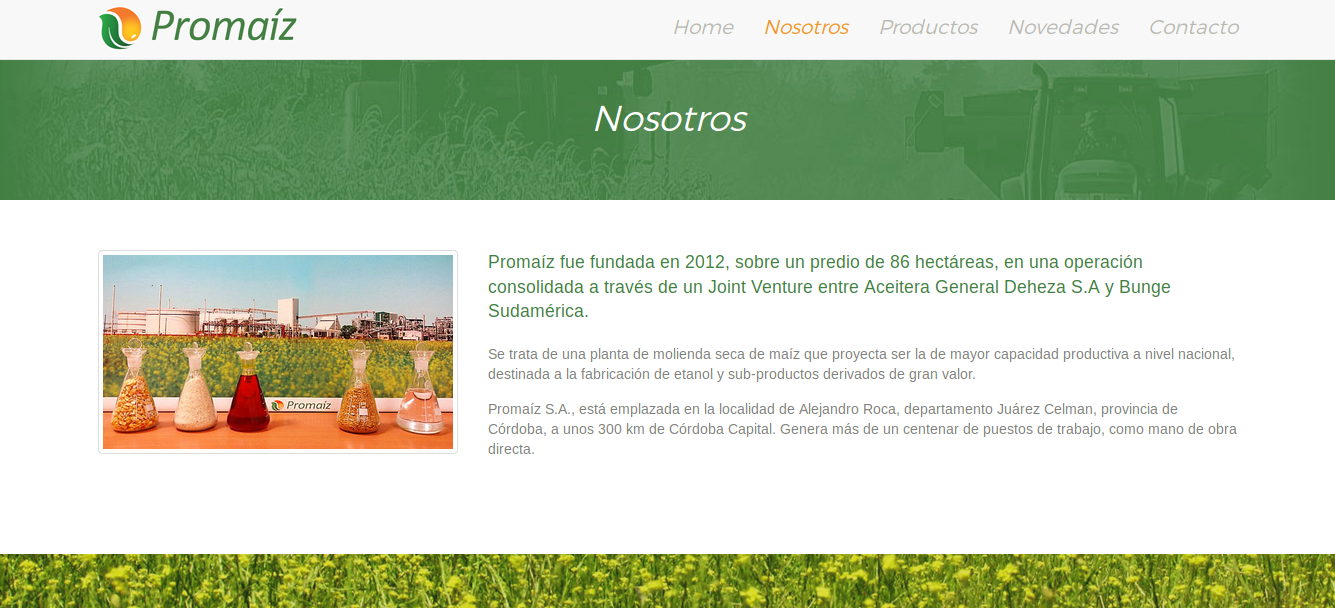 Promaíz
Home Nosotros Productos Novedades Contacto
Nosotros
Promaíz fue fundada en 2012, sobre un predio de 86 hectáreas, en una operación
consolidada a través de un Joint Venture entre Aceitera General Deheza S.A y Bunge
Sudamérica.
Se trata de una planta de molienda seca de maíz que proyecta ser la de mayor capacidad productiva a nivel nacional,
destinada a la fabricación de etanol y sub-productos derivados de gran valor.
Promaíz S.A., está emplazada en la localidad de Alejandro Roca, departamento Juárez Celman, provincia de
Córdoba, a unos 300 km de Córdoba Capital. Genera más de un centenar de puestos de trabajo, como mano de obra
directa.
Promaíz